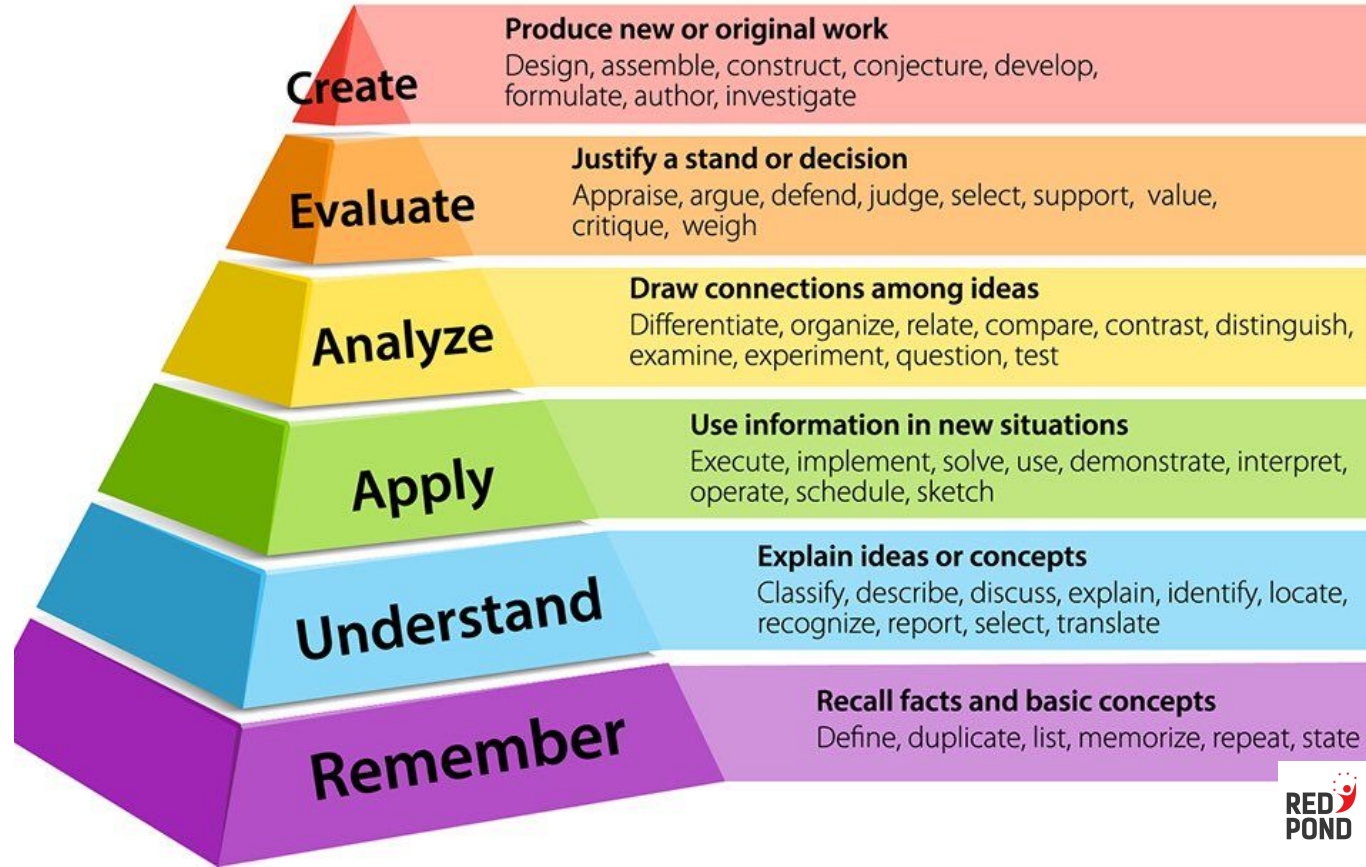 Create
Produce new or original work
Design, assemble, construct, conjecture, develop,
formulate, author, investigate
Evaluate
Justify a stand or decision
Appraise, argue, defend, judge, select, support, value,
critique, weigh
Analyze
Draw connections among ideas
Differentiate, organize, relate, compare, contrast, distinguish,
examine, experiment, question, test
Apply
Use information in new situations
Execute, implement, solve, use, demonstrate, interpret,
operate, schedule, sketch
Understand
Explain ideas or concepts
Classify, describe, discuss, explain, identify, locate,
recognize, report, select, translate
Remember
Recall facts and basic concepts
Define, duplicate, list, memorize, repeat, state
RED
POND